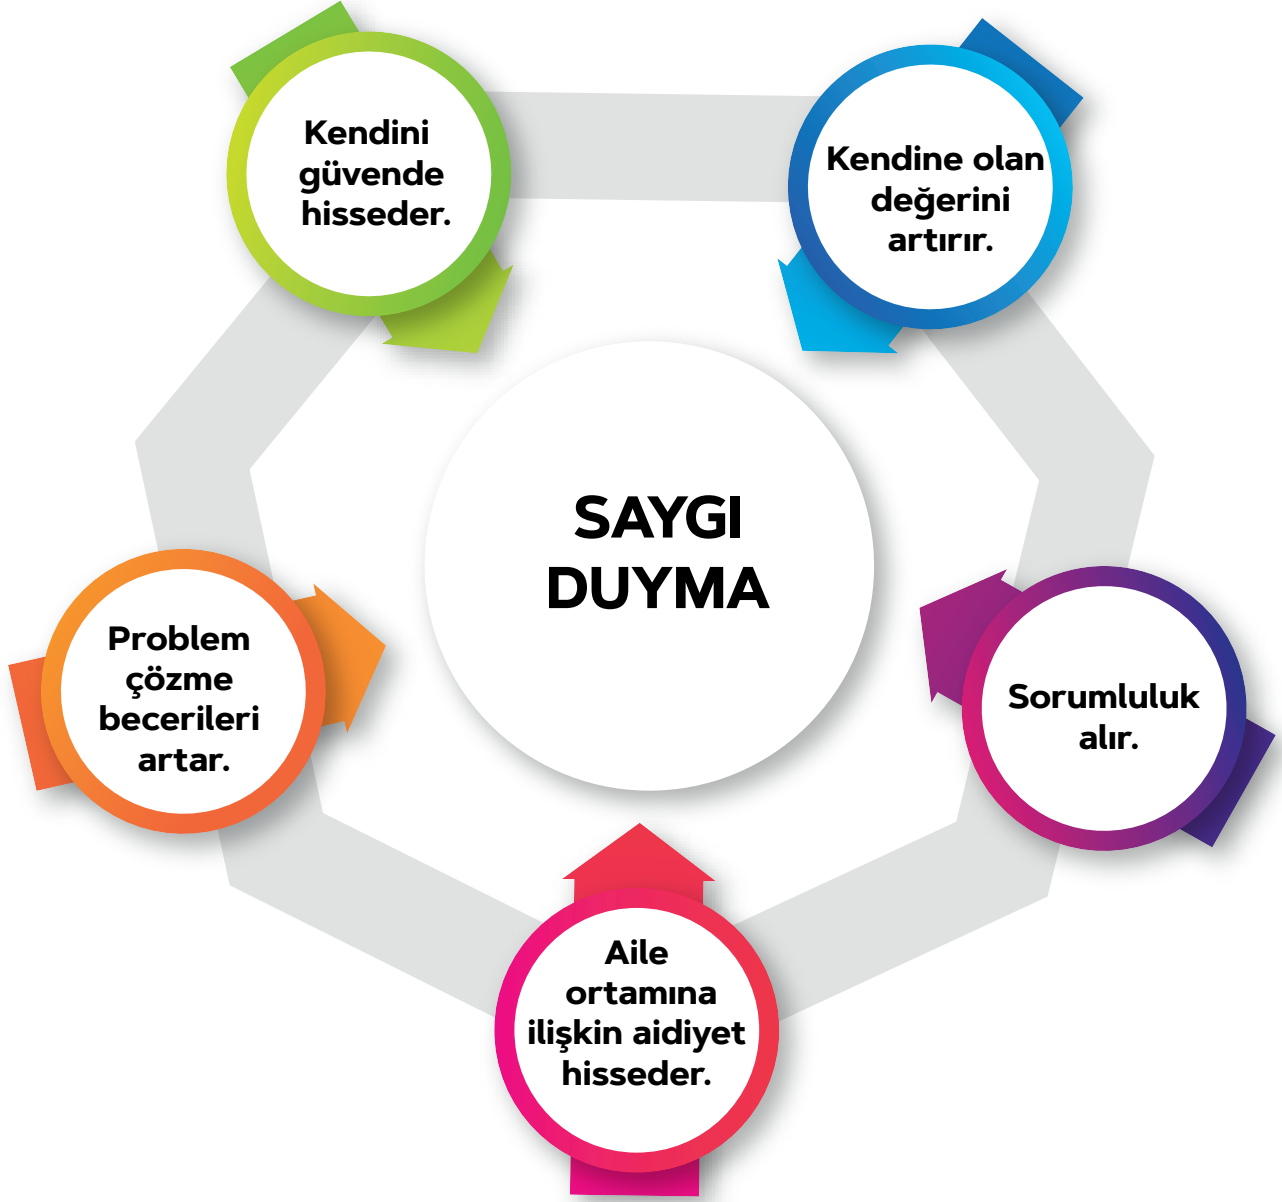 Kendini
güvende
hisseder.
Kendine olan
değerini
artırır.
SAYGI
DUYMA
Problem
çözme
becerileri
artar.
Sorumluluk
alır.
Aile
ortamına
ilişkin aidiyet
hisseder.